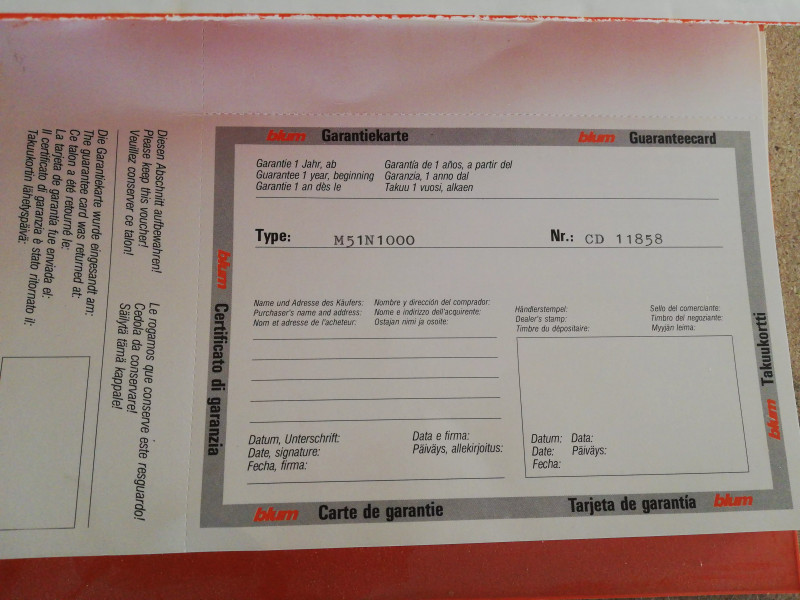 blum Garantiekarte
blum Guaranteecard
Garantie 1 Jahr, ab
Guarantee 1 year, beginning
Garantie 1 an dès le
Garantía de 1 años, a partir del
Garanzia, 1 anno dal
Takuu 1 vuosi, alkaen
Type: M51N1000
Nr.: CD 11858
Name und Adresse des Käufers:
Purchaser's name and address:
Nom et adresse de l'acheteur:
Nombre y dirección del comprador:
Nome e indirizzo dell'acquirente:
Ostajan nimi ja osoite:
Händlerstempel:
Dealer's stamp:
Timbre du dépositaire:
Sello del comerciante:
Timbro del negoziante:
Myyjän leima:
Datum, Unterschrift:
Date, signature:
Fecha, firma:
Data e firma:
Päiväys, allekirjoitus:
Datum:
Date:
Fecha:
Data:
Päiväys:
blum Carte de garantie
Tarjeta de garantía blum
blum Certificato di garanzia
blum Takuukortti
Diesen Abschnitt aufbewahren!
Please keep this voucher!
Veuillez conserver ce talon!
Le rogamos que conserve este resguardo!
Cedola da conservare!
Säilytä tämä kappale!
Die Garantiekarte wurde eingesandt am:
The guarantee card was returned at:
Ce talon a été retourné le:
La tarjeta de garantía fue enviada el:
Il certificato di garanzia è stato ritornato il:
Takuukortin lähetyspäivä: